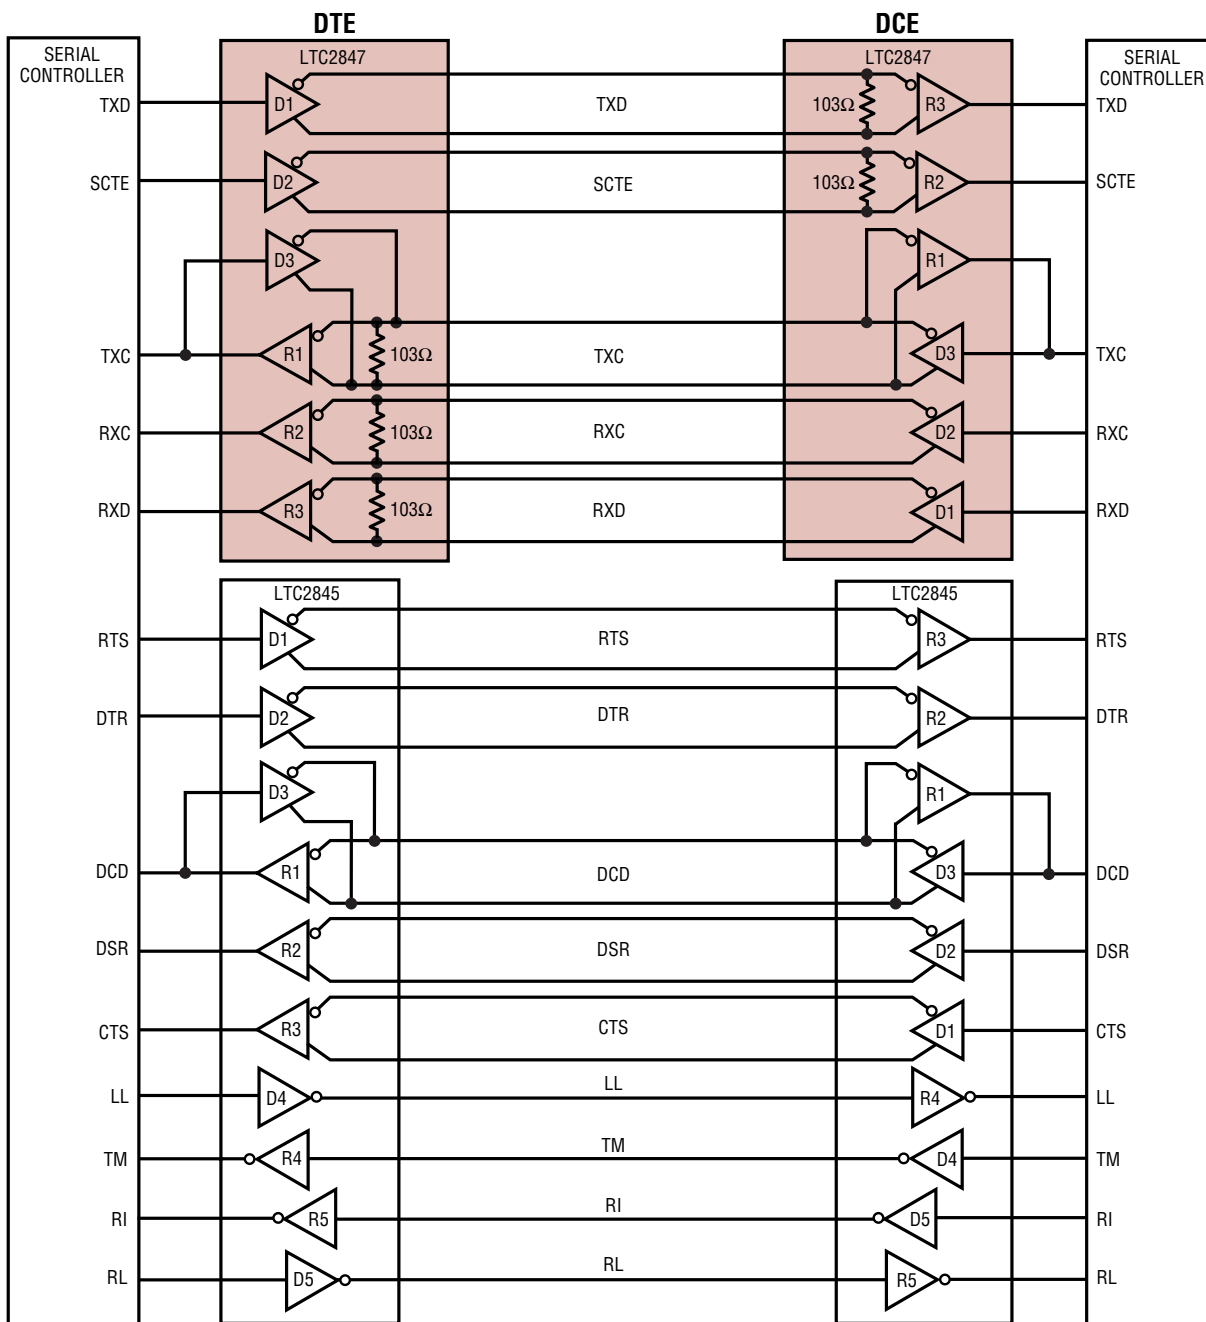 DTE DCE
SERIAL CONTROLLER LTC2847 LTC2847 SERIAL CONTROLLER
TXD D1 TXD 103Ω R3 TXD
SCTE D2 SCTE 103Ω R2 SCTE
D3 R1
TXC R1 103Ω TXC D3 TXC
RXC R2 103Ω RXC D2 RXC
RXD R3 103Ω RXD D1 RXD
LTC2845 LTC2845
RTS D1 RTS R3 RTS
DTR D2 DTR R2 DTR
D3 R1
DCD R1 DCD D3 DCD
DSR R2 DSR D2 DSR
CTS R3 CTS D1 CTS
LL D4 LL R4 LL
TM R4 TM D4 TM
RI R5 RI D5 RI
RL D5 RL R5 RL